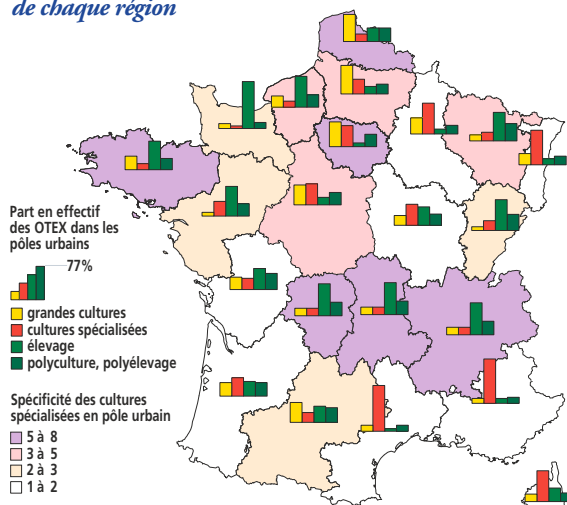 de chaque région
Part en effectif
des OTEX dans les
pôles urbains
77%
grandes cultures
cultures spécialisées
élevage
polyculture, polyélevage
Spécificité des cultures
spécialisées en pôle urbain
5 à 8
3 à 5
2 à 3
1 à 2